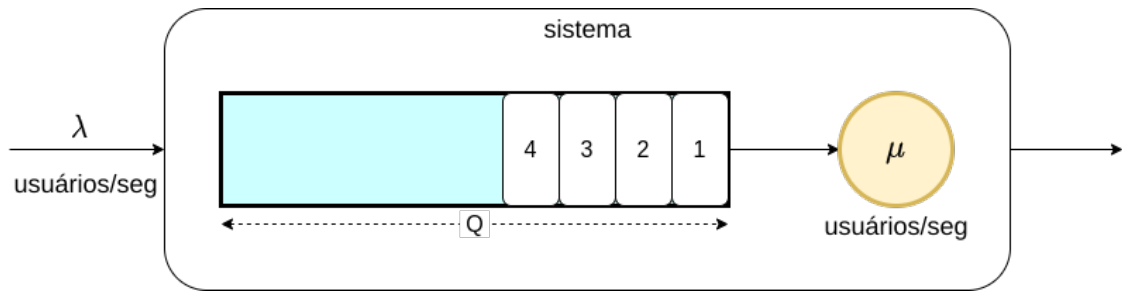 sistema
λ
usuários/seg
4 3 2 1
μ
Q
usuários/seg